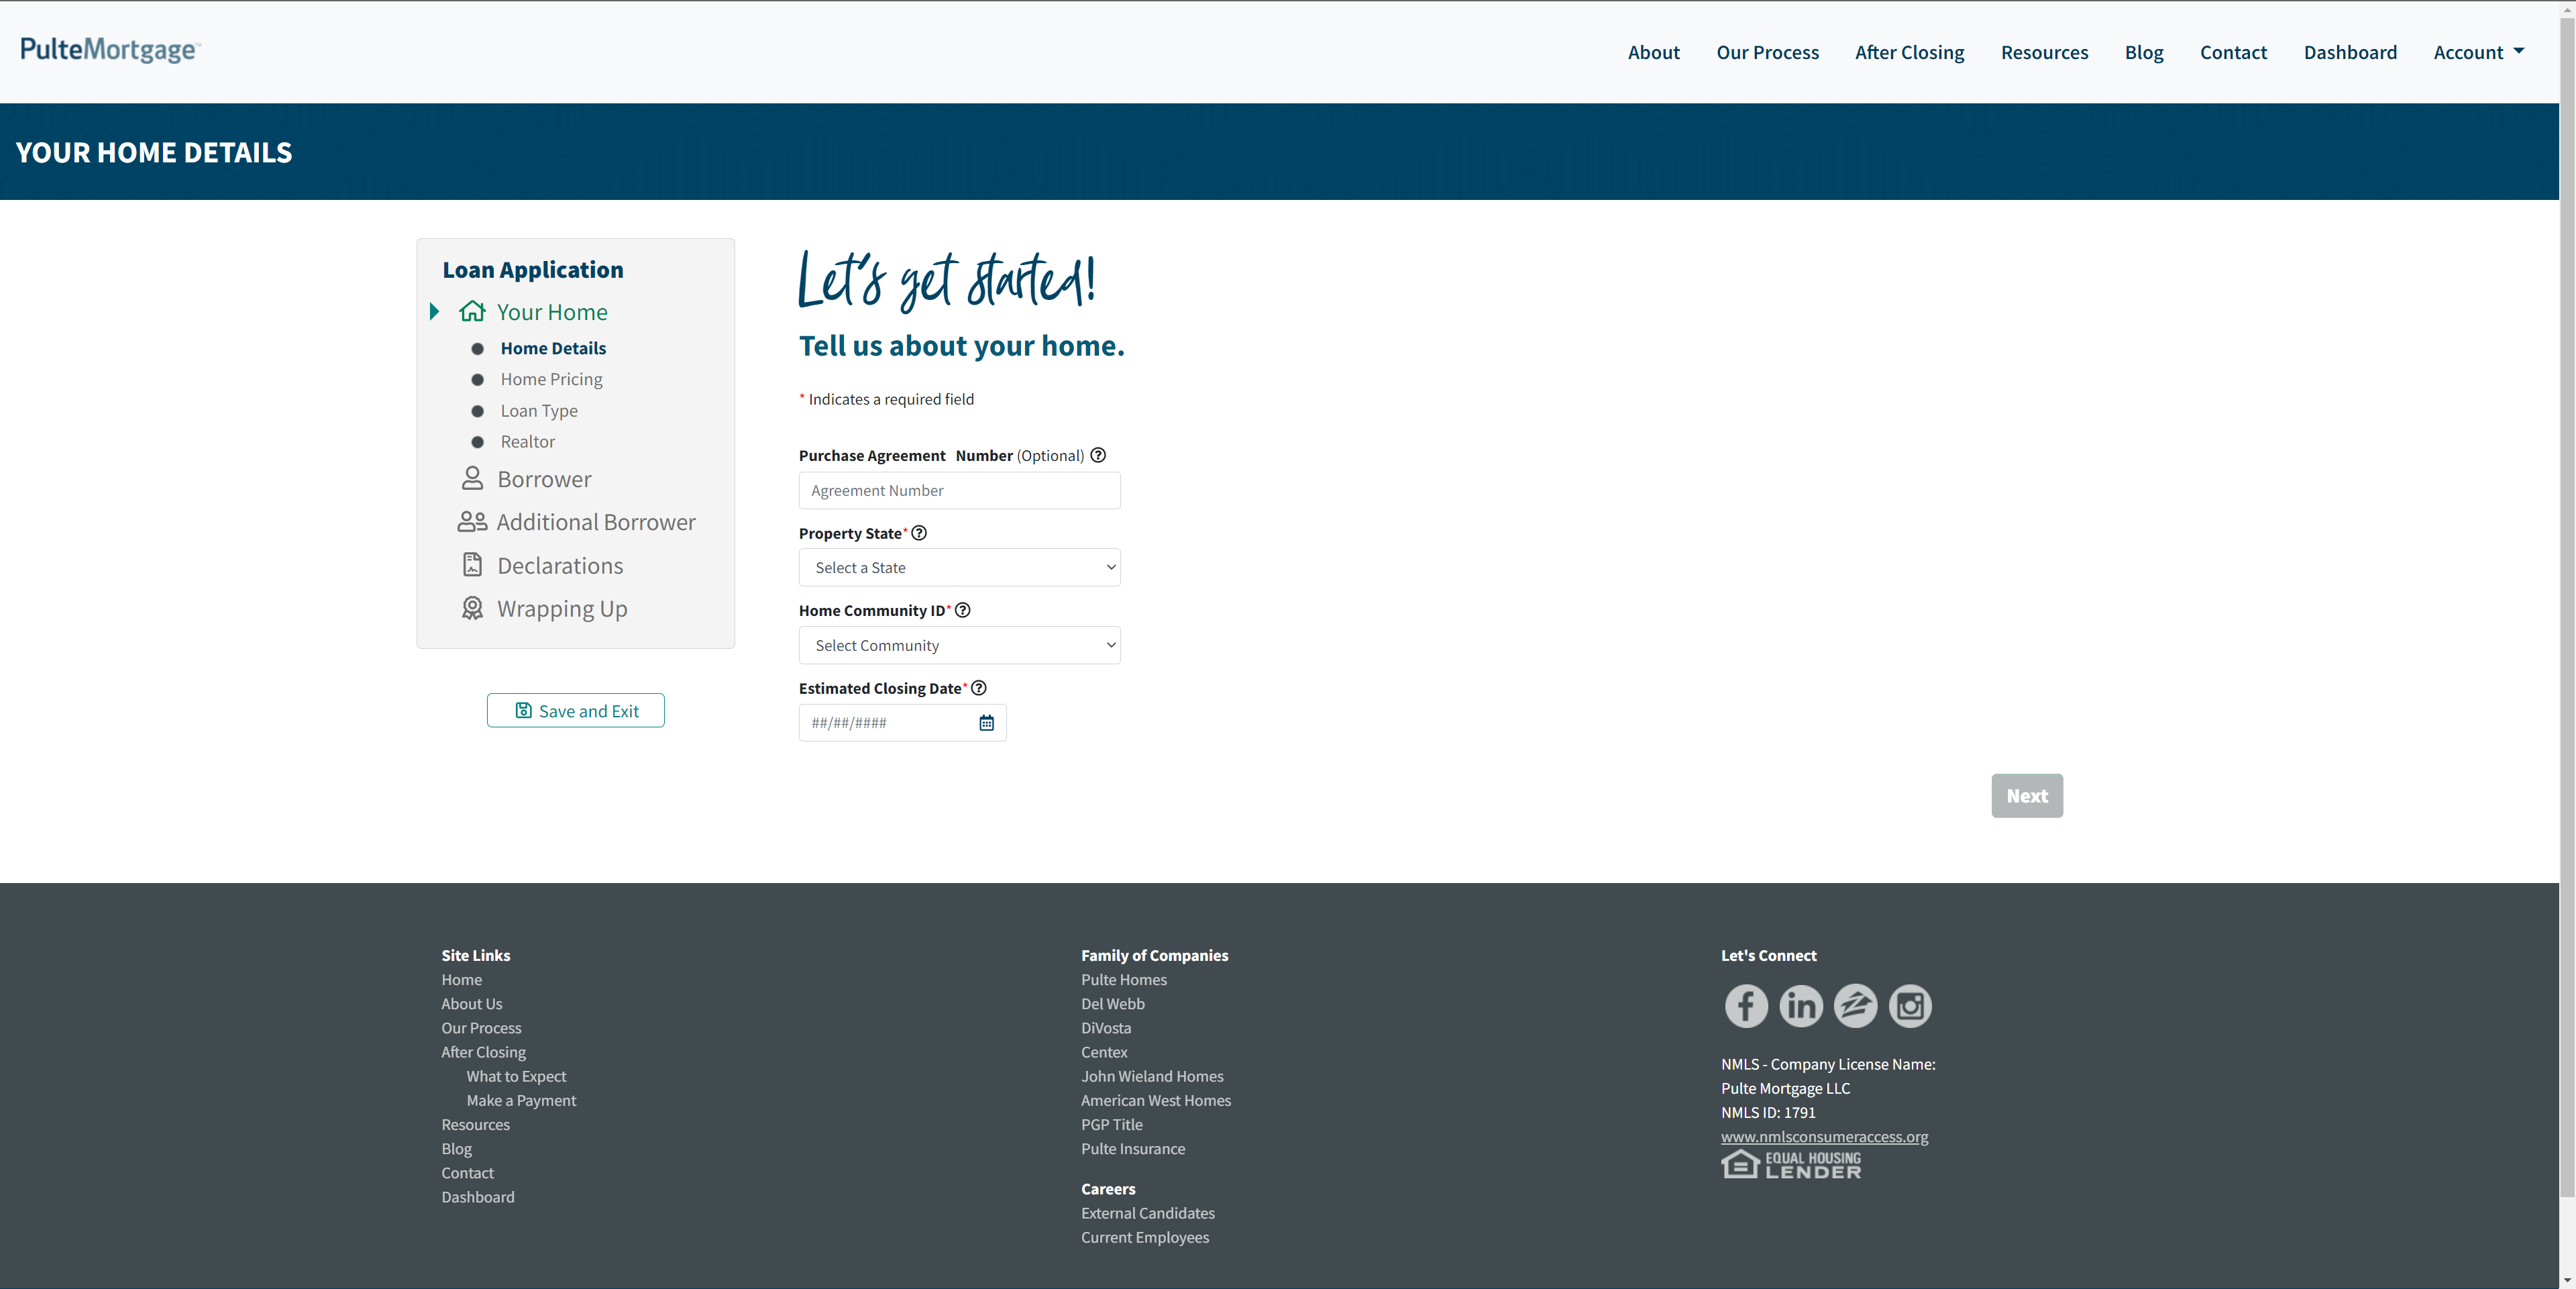 PulteMortgage
About Our Process After Closing Resources Blog Contact Dashboard Account
YOUR HOME DETAILS
Loan Application
Your Home
Home Details
Home Pricing
Loan Type
Realtor
Borrower
Additional Borrower
Declarations
Wrapping Up
Save and Exit
Let's get started!
Tell us about your home.
* Indicates a required field
Purchase Agreement Number (Optional)
Agreement Number
Property State*
Select a State
Home Community ID*
Select Community
Estimated Closing Date*
##/##/####
Next
Site Links
Home
About Us
Our Process
After Closing
What to Expect
Make a Payment
Resources
Blog
Contact
Dashboard
Family of Companies
Pulte Homes
Del Webb
DiVosta
Centex
John Wieland Homes
American West Homes
PGP Title
Pulte Insurance
Careers
External Candidates
Current Employees
Let's Connect
NMLS - Company License Name:
Pulte Mortgage LLC
NMLS ID: 1791
www.nmlsconsumeraccess.org
EQUAL HOUSING
LENDER